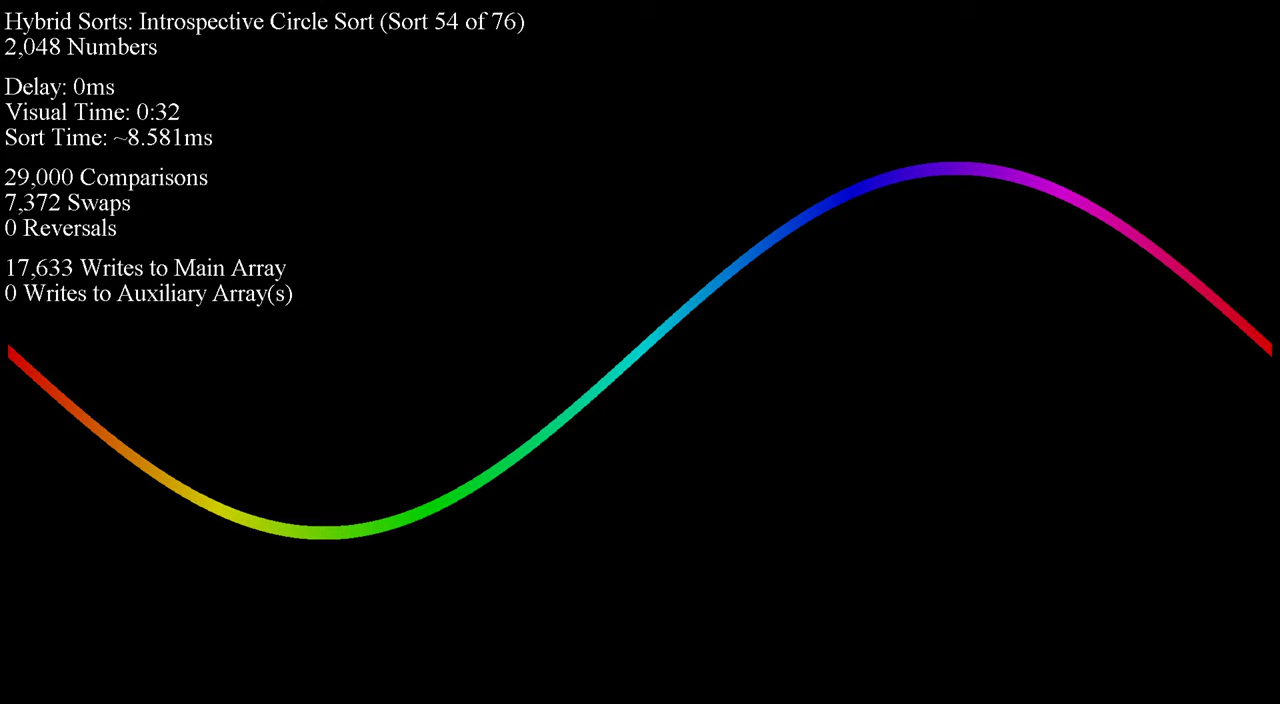 Hybrid Sorts: Introspective Circle Sort (Sort 54 of 76)
2,048 Numbers
Delay: 0ms
Visual Time: 0:32
Sort Time: ~8.581ms
29,000 Comparisons
7,372 Swaps
0 Reversals
17,633 Writes to Main Array
0 Writes to Auxiliary Array(s)